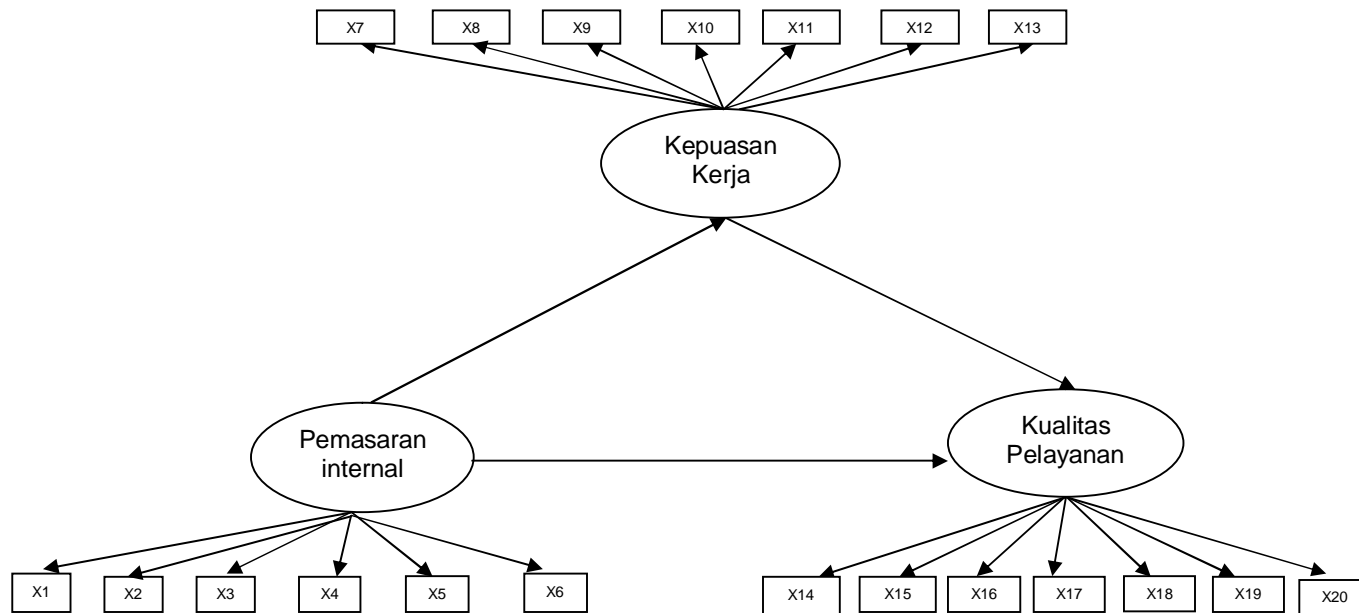 X7 X8 X9 X10 X11 X12 X13
Kepuasan
Kerja
Pemasaran
internal
Kualitas
Pelayanan
X1 X2 X3 X4 X5 X6
X14 X15 X16 X17 X18 X19 X20